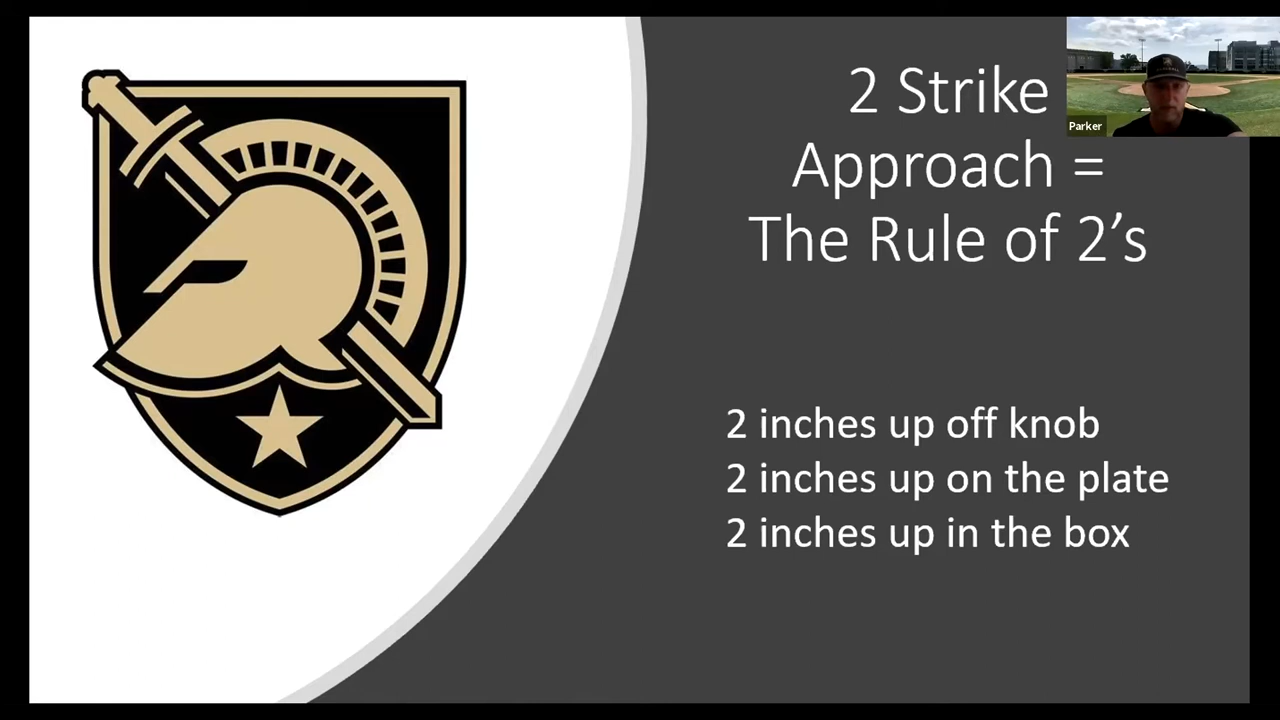 2 Strike
Approach =
The Rule of 2's
Parker
2 inches up off knob
2 inches up on the plate
2 inches up in the box